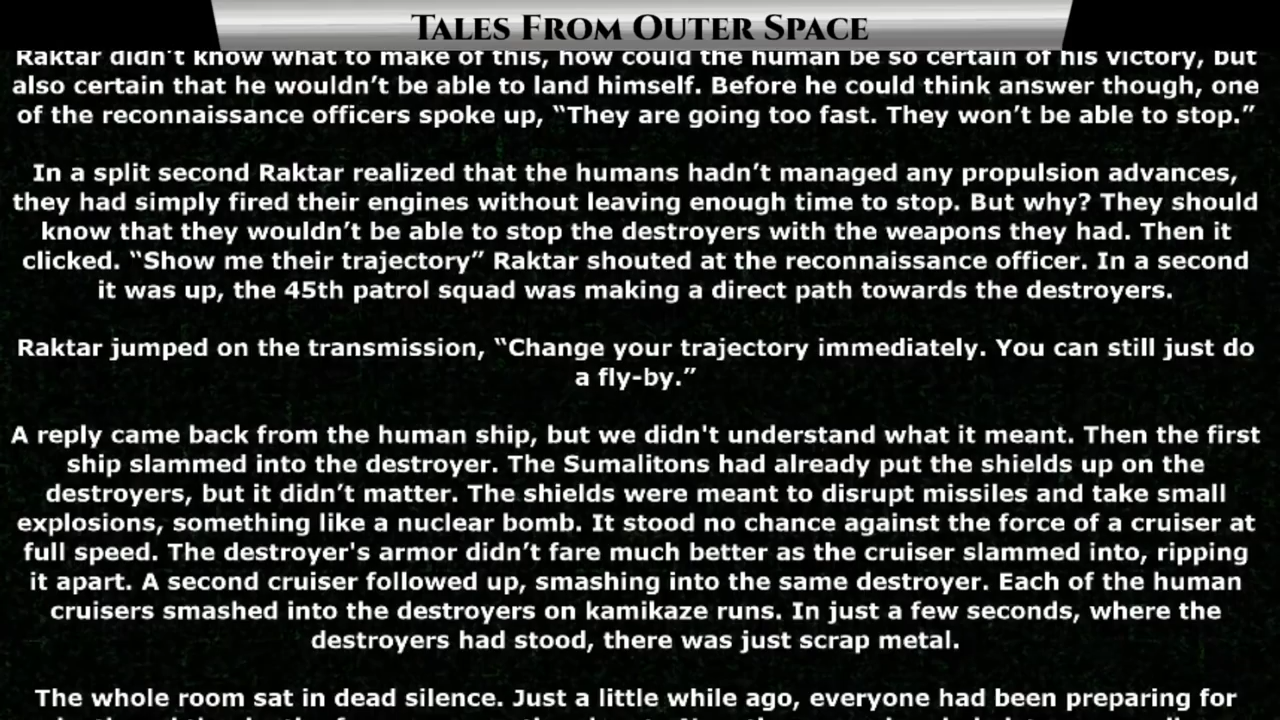 Tales From Outer Space
Raktar didn't know what to make of this, how could the human be so certain of his victory, but
also certain that he wouldn’t be able to land himself. Before he could think answer though, one
of the reconnaissance officers spoke up, “They are going too fast. They won’t be able to stop.”
In a split second Raktar realized that the humans hadn’t managed any propulsion advances,
they had simply fired their engines without leaving enough time to stop. But why? They should
know that they wouldn’t be able to stop the destroyers with the weapons they had. Then it
clicked. “Show me their trajectory” Raktar shouted at the reconnaissance officer. In a second
it was up, the 45th patrol squad was making a direct path towards the destroyers.
Raktar jumped on the transmission, “Change your trajectory immediately. You can still just do
a fly-by.”
A reply came back from the human ship, but we didn't understand what it meant. Then the first
ship slammed into the destroyer. The Sumalitons had already put the shields up on the
destroyers, but it didn’t matter. The shields were meant to disrupt missiles and take small
explosions, something like a nuclear bomb. It stood no chance against the force of a cruiser at
full speed. The destroyer's armor didn’t fare much better as the cruiser slammed into, ripping
it apart. A second cruiser followed up, smashing into the same destroyer. Each of the human
cruisers smashed into the destroyers on kamikaze runs. In just a few seconds, where the
destroyers had stood, there was just scrap metal.
The whole room sat in dead silence. Just a little while ago, everyone had been preparing for